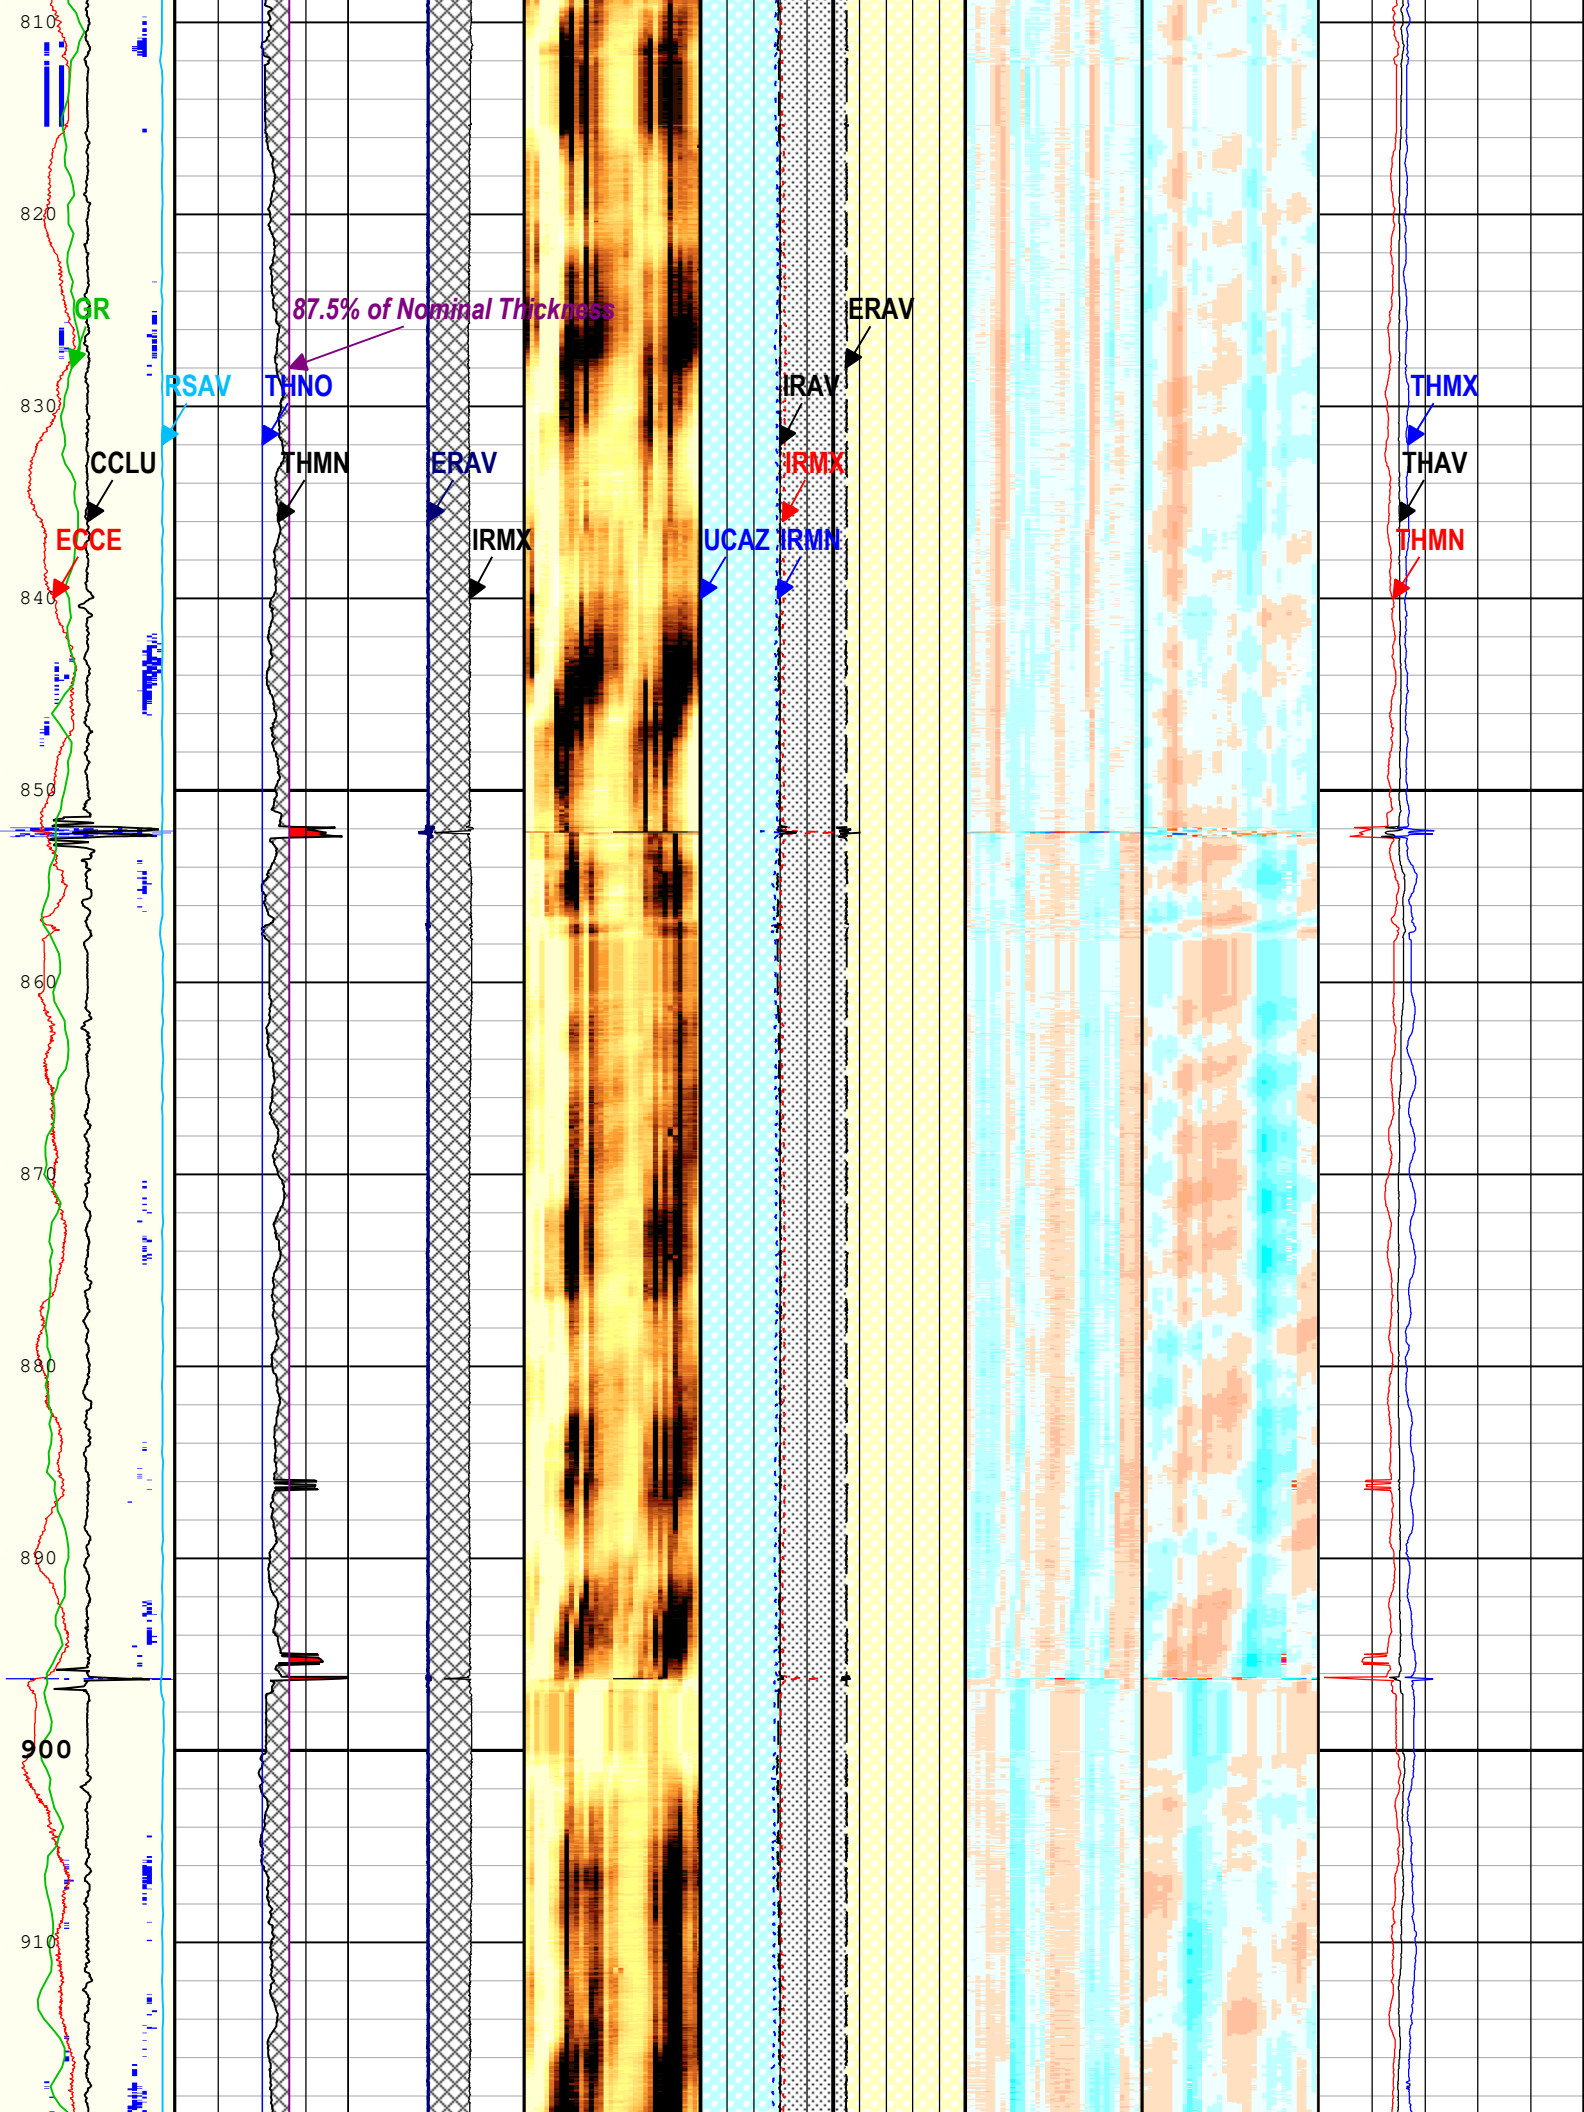 810
820
GR
87.5% of Nominal Thickness
ERAV
RSAV
THNO
IRAV
THMX
830
CCLU
THMN
ERAV
IRMX
THAV
ECCE
IRMX
UCAZ
IRMN
THMN
840
850
860
870
880
890
900
910